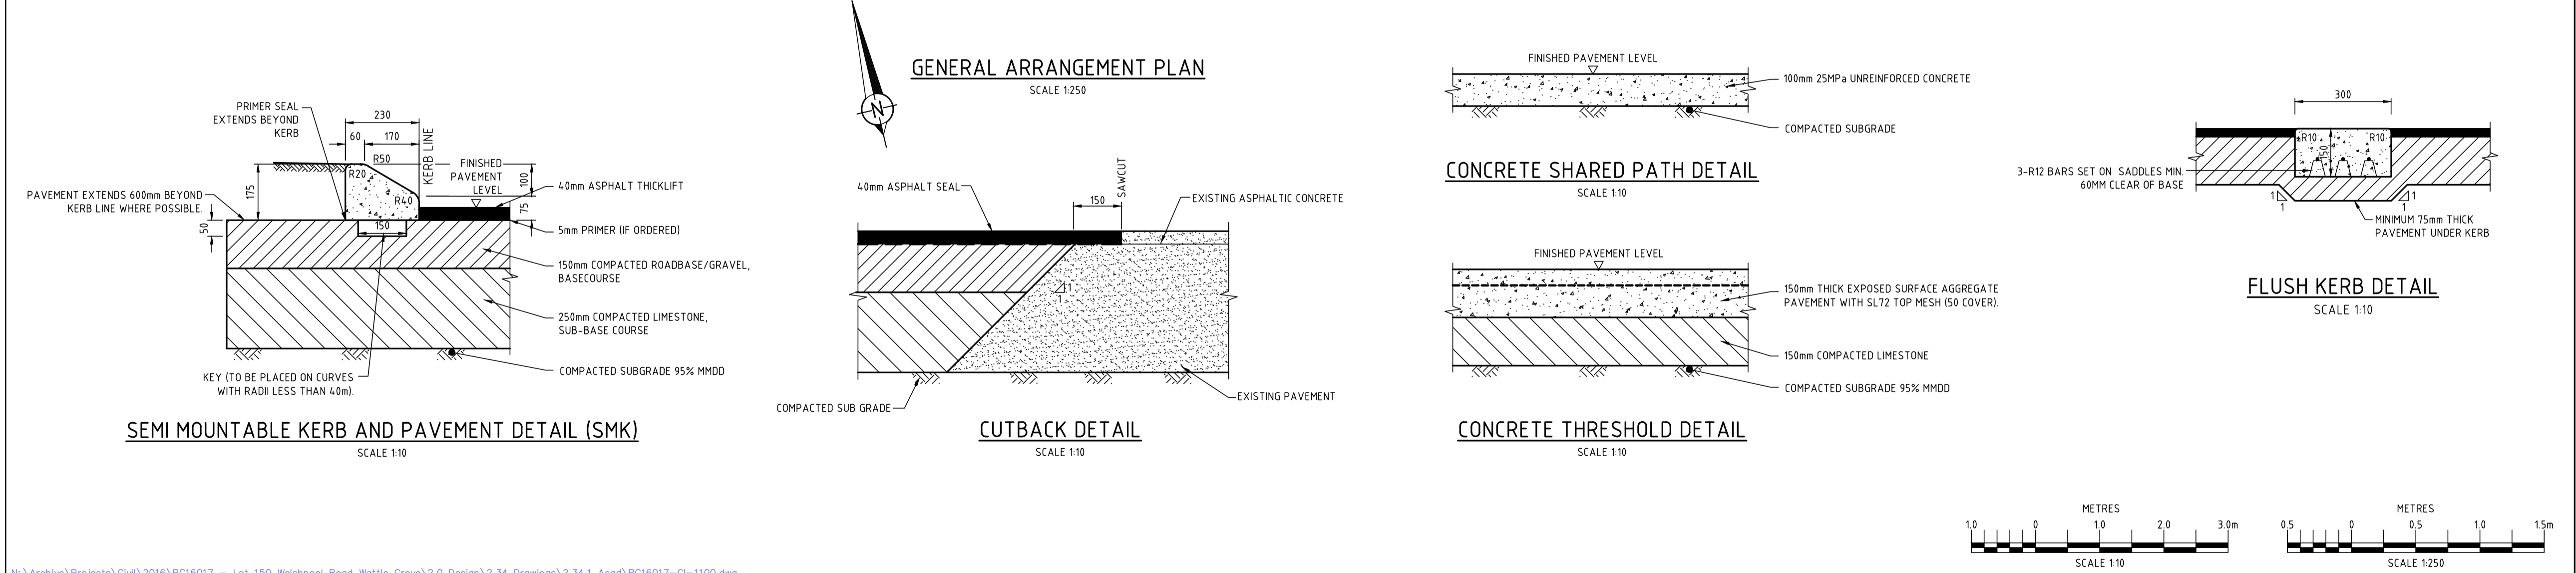 GENERAL ARRANGEMENT PLAN
SCALE 1:250
N
PRIMER SEAL
EXTENDS BEYOND
KERB
230
60
170
KERB LINE
R50
R20
R40
175
FINISHED
PAVEMENT
LEVEL
100
75
40mm ASPHALT THICKLIFT
PAVEMENT EXTENDS 600mm BEYOND
KERB LINE WHERE POSSIBLE.
50
150
5mm PRIMER (IF ORDERED)
150mm COMPACTED ROADBASE/GRAVEL,
BASECOURSE
250mm COMPACTED LIMESTONE,
SUB-BASE COURSE
COMPACTED SUBGRADE 95% MMDD
KEY (TO BE PLACED ON CURVES
WITH RADII LESS THAN 40m).
SEMI MOUNTABLE KERB AND PAVEMENT DETAIL (SMK)
SCALE 1:10
40mm ASPHALT SEAL
SAWCUT
150
EXISTING ASPHALTIC CONCRETE
1
1
EXISTING PAVEMENT
COMPACTED SUB GRADE
CUTBACK DETAIL
SCALE 1:10
FINISHED PAVEMENT LEVEL
100mm 25MPa UNREINFORCED CONCRETE
COMPACTED SUBGRADE
CONCRETE SHARED PATH DETAIL
SCALE 1:10
FINISHED PAVEMENT LEVEL
150mm THICK EXPOSED SURFACE AGGREGATE
PAVEMENT WITH SL72 TOP MESH (50 COVER).
150mm COMPACTED LIMESTONE
COMPACTED SUBGRADE 95% MMDD
CONCRETE THRESHOLD DETAIL
SCALE 1:10
300
R10
R10
150
3-R12 BARS SET ON SADDLES MIN.
60MM CLEAR OF BASE
1
1
1
1
MINIMUM 75mm THICK
PAVEMENT UNDER KERB
FLUSH KERB DETAIL
SCALE 1:10
METRES
1.0 0 1.0 2.0 3.0m
SCALE 1:10
METRES
0.5 0 0.5 1.0 1.5m
SCALE 1:250